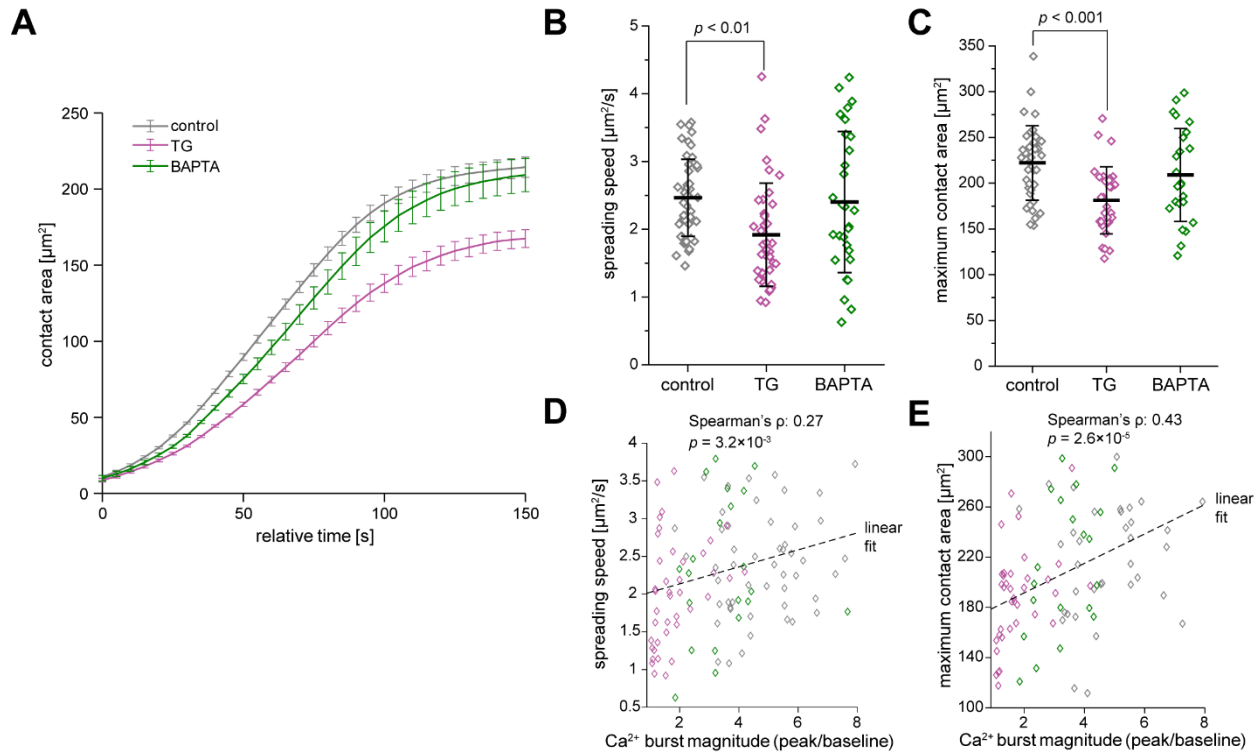 A
250
200
150
100
50
0
contact area [µm²]
control
TG
BAPTA
0
50
100
150
relative time [s]
B
p < 0.01
5
4
3
2
1
0
spreading speed [µm²/s]
control
TG
BAPTA
C
p < 0.001
350
300
250
200
150
100
50
0
maximum contact area [µm²]
control
TG
BAPTA
D
Spearman's ρ: 0.27
p = 3.2×10⁻³
4
3.5
3
2.5
2
1.5
1
0.5
spreading speed [µm²/s]
linear
fit
2
4
6
8
Ca²⁺ burst magnitude (peak/baseline)
E
Spearman's ρ: 0.43
p = 2.6×10⁻⁵
300
260
220
180
140
100
maximum contact area [µm²]
linear
fit
2
4
6
8
Ca²⁺ burst magnitude (peak/baseline)